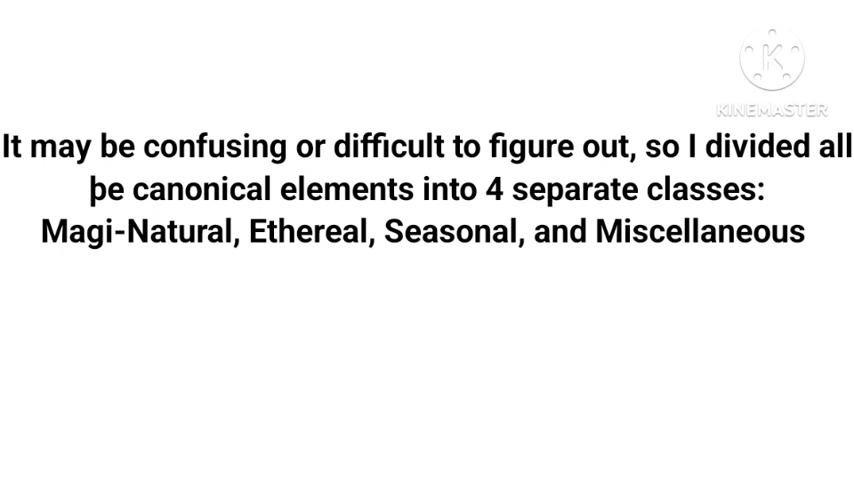 KINEMASTER
It may be confusing or difficult to figure out, so I divided all
þe canonical elements into 4 separate classes:
Magi-Natural, Ethereal, Seasonal, and Miscellaneous